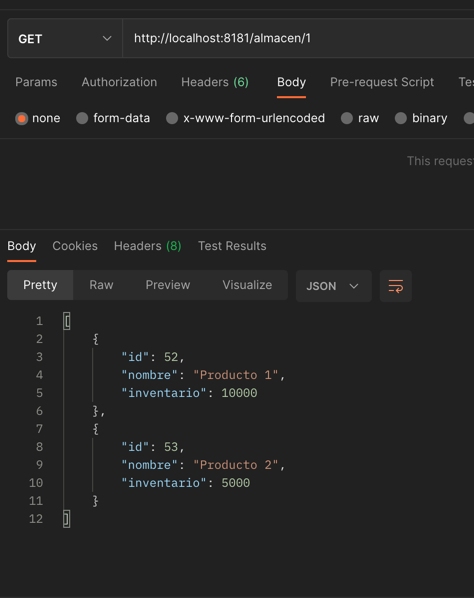 GET http://localhost:8181/almacen/1
Params Authorization Headers (6) Body Pre-request Script
none form-data x-www-form-urlencoded raw binary
This
Body Cookies Headers (8) Test Results
Pretty Raw Preview Visualize JSON
1 [
2 {
3 "id": 52,
4 "nombre": "Producto 1",
5 "inventario": 10000
6 },
7 {
8 "id": 53,
9 "nombre": "Producto 2",
10 "inventario": 5000
11 }
12 ]